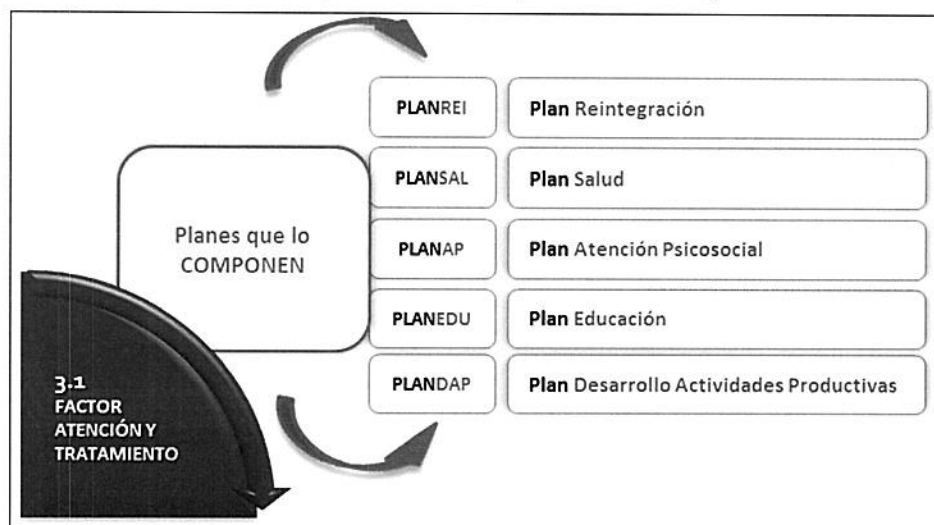 PLANREI
Plan Reintegración
PLANSAL
Plan Salud
Planes que lo
COMPONEN
PLANAP
Plan Atención Psicosocial
PLANEDU
Plan Educación
PLANDAP
Plan Desarrollo Actividades Productivas
3.1
FACTOR
ATENCIÓN Y
TRATAMIENTO